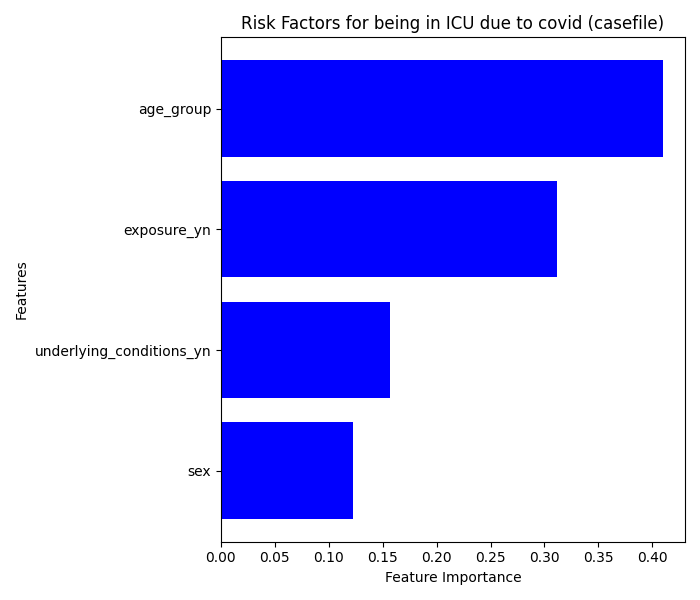 Risk Factors for being in ICU due to covid (casefile)
age_group
exposure_yn
underlying_conditions_yn
sex
Features
0.00 0.05 0.10 0.15 0.20 0.25 0.30 0.35 0.40
Feature Importance